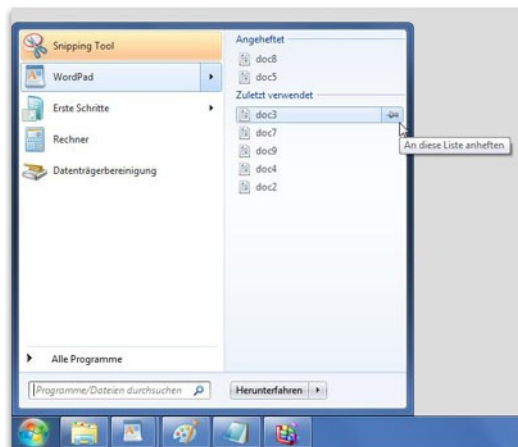 Snipping Tool
WordPad
Erste Schritte
Rechner
Datenträgerbereinigung
Alle Programme
Programme/Dateien durchsuchen
Angeheftet
doc8
doc5
Zuletzt verwendet
doc3
An diese Liste anheften
doc7
doc9
doc4
doc2
Herunterfahren